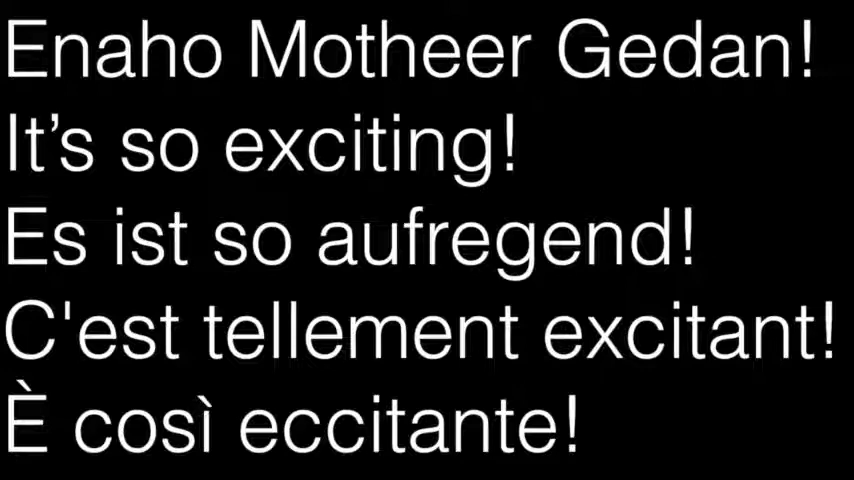 Enaho Motheer Gedan!
It’s so exciting!
Es ist so aufregend!
C'est tellement excitant!
È così eccitante!